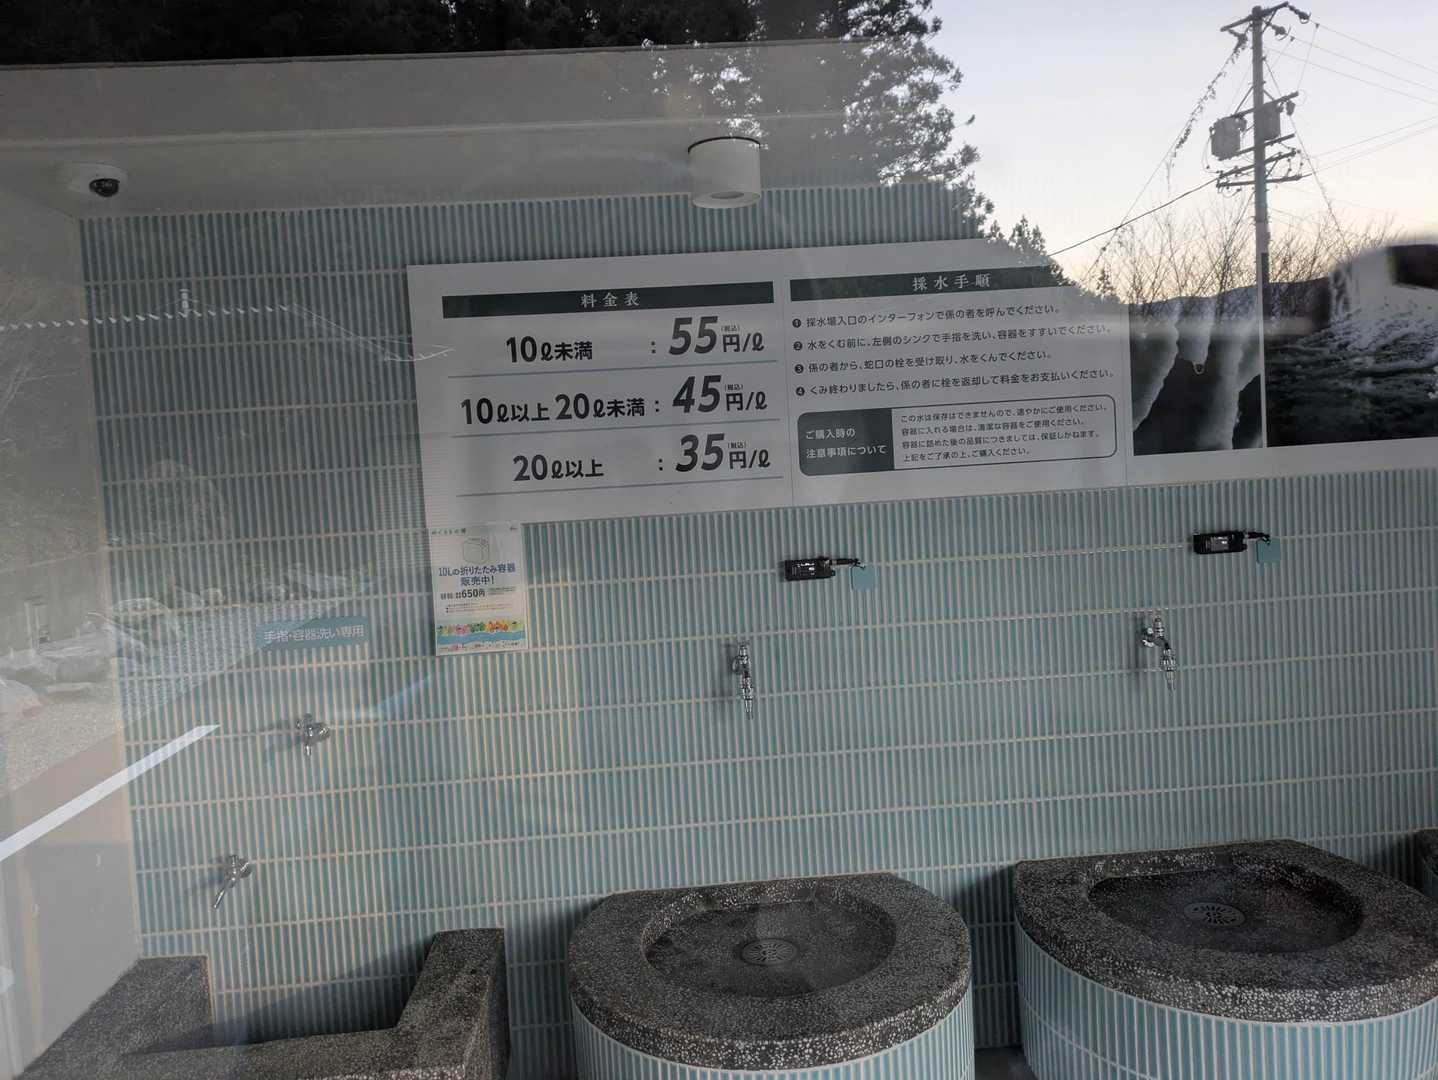 料金表
10ℓ未満 : 55円/ℓ (税込)
10ℓ以上 20ℓ未満 : 45円/ℓ (税込)
20ℓ以上 : 35円/ℓ (税込)
採水手順
❶ 採水場入口のインターフォンで係の者を呼んでください。
❷ 水をくむ前に、左側のシンクで手指を洗い、容器をすすいでください。
❸ 係の者から、蛇口の栓を受け取り、水をくんでください。
❹ くみ終わりましたら、係の者に栓を返却して料金をお支払いください。
ご購入時の
注意事項について
この水は保存はできませんので、速やかにご使用ください。
容器に入れる場合は、清潔な容器をご使用ください。
容器に詰めた後の品質につきましては、保証しかねます。
上記をご了承の上、ご購入ください。
10Lの折りたたみ容器
販売中!
650円
手指・容器洗い専用